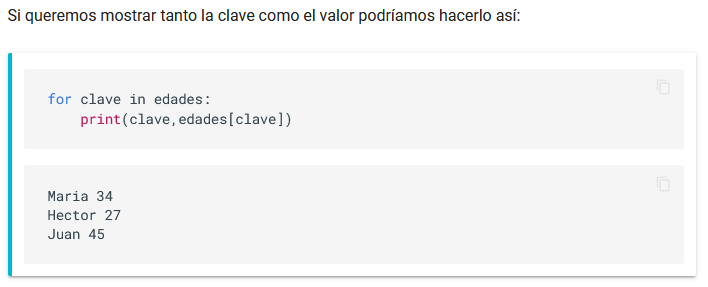 Si queremos mostrar tanto la clave como el valor podríamos hacerlo así:
for clave in edades:
    print(clave,edades[clave])
Maria 34
Hector 27
Juan 45